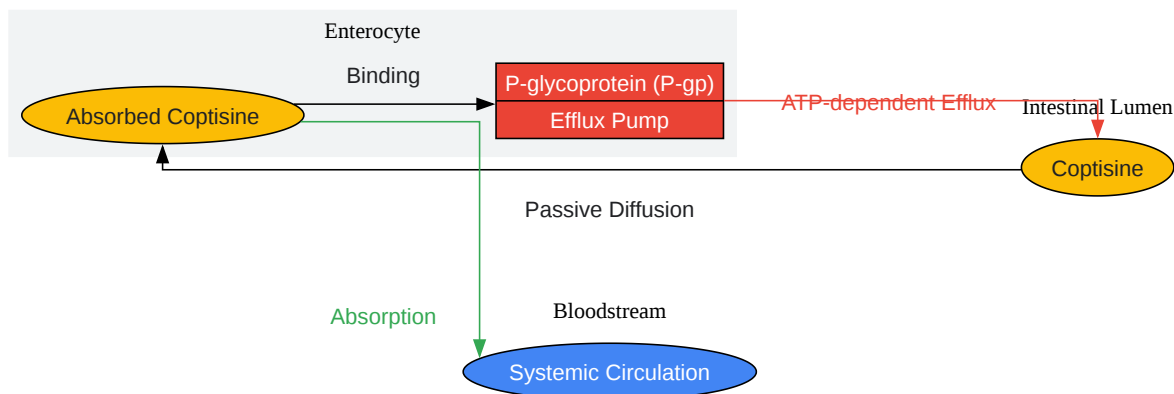 Enterocyte
Binding
P-glycoprotein (P-gp)
Efflux Pump
Absorbed Coptisine
ATP-dependent Efflux
Intestinal Lumen
Coptisine
Passive Diffusion
Absorption
Bloodstream
Systemic Circulation